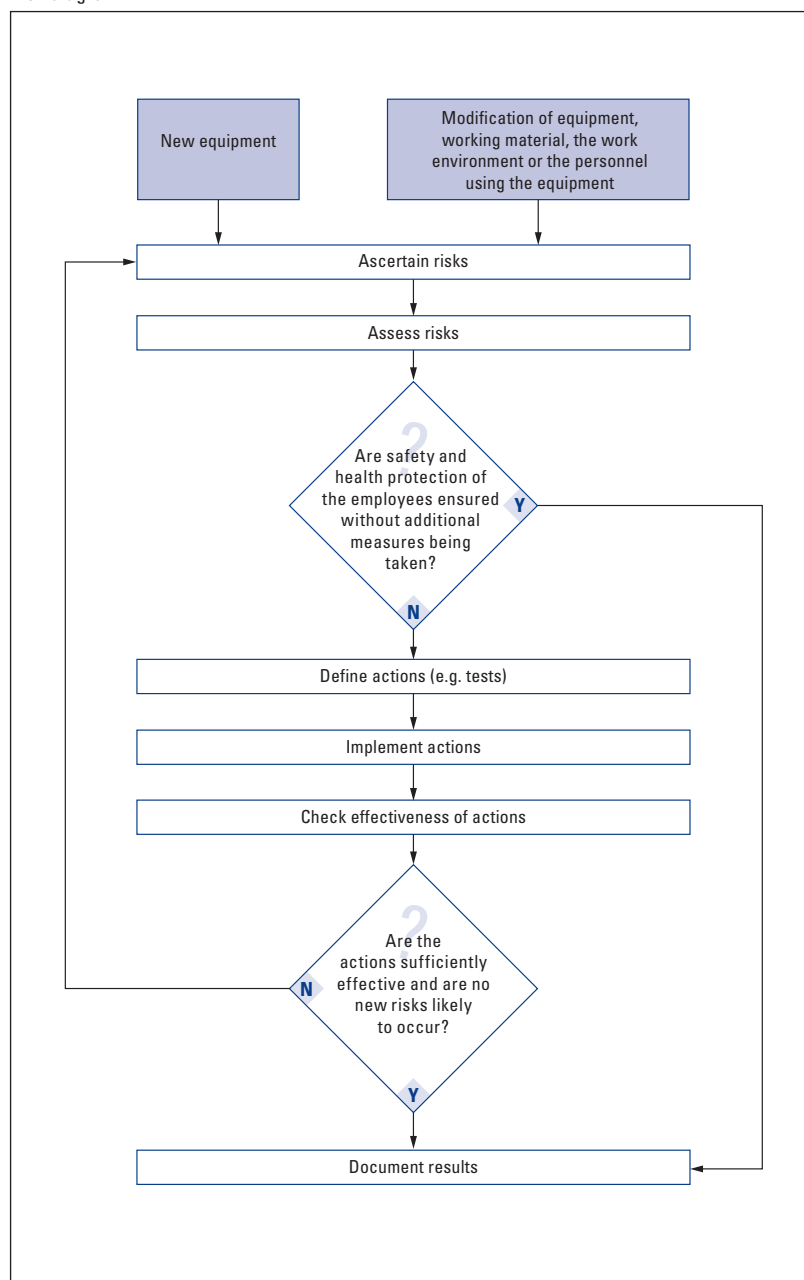 New equipment
Modification of equipment,
working material, the work
environment or the personnel
using the equipment
Ascertain risks
Assess risks
?
Are safety and
health protection of
the employees ensured
without additional
measures being
taken?
Y
N
Define actions (e.g. tests)
Implement actions
Check effectiveness of actions
?
Are the
actions sufficiently
effective and are no
new risks likely
to occur?
N
Y
Document results